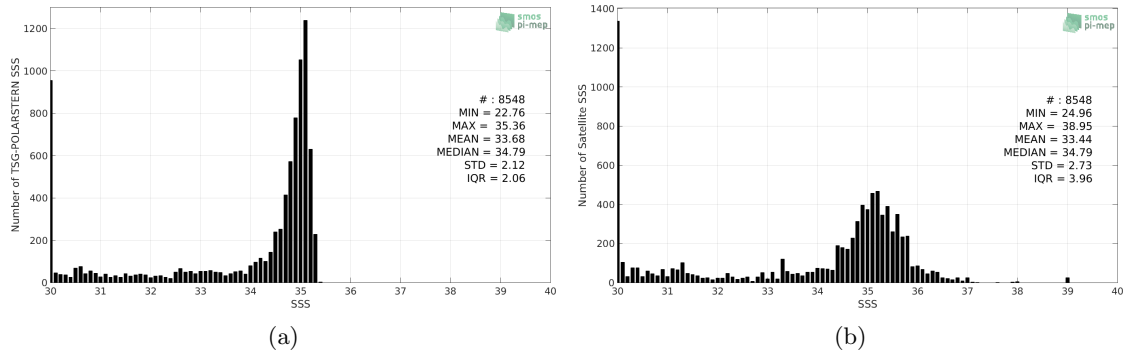 1200
1000
800
600
400
200
0
Number of TSG-POLARSTERN SSS
smos
pi-mep
# : 8548
MIN = 22.76
MAX = 35.36
MEAN = 33.68
MEDIAN = 34.79
STD = 2.12
IQR = 2.06
30 31 32 33 34 35 36 37 38 39 40
SSS
(a)
1400
1200
1000
800
600
400
200
0
Number of Satellite SSS
smos
pi-mep
# : 8548
MIN = 24.96
MAX = 38.95
MEAN = 33.44
MEDIAN = 34.79
STD = 2.73
IQR = 3.96
30 31 32 33 34 35 36 37 38 39 40
SSS
(b)